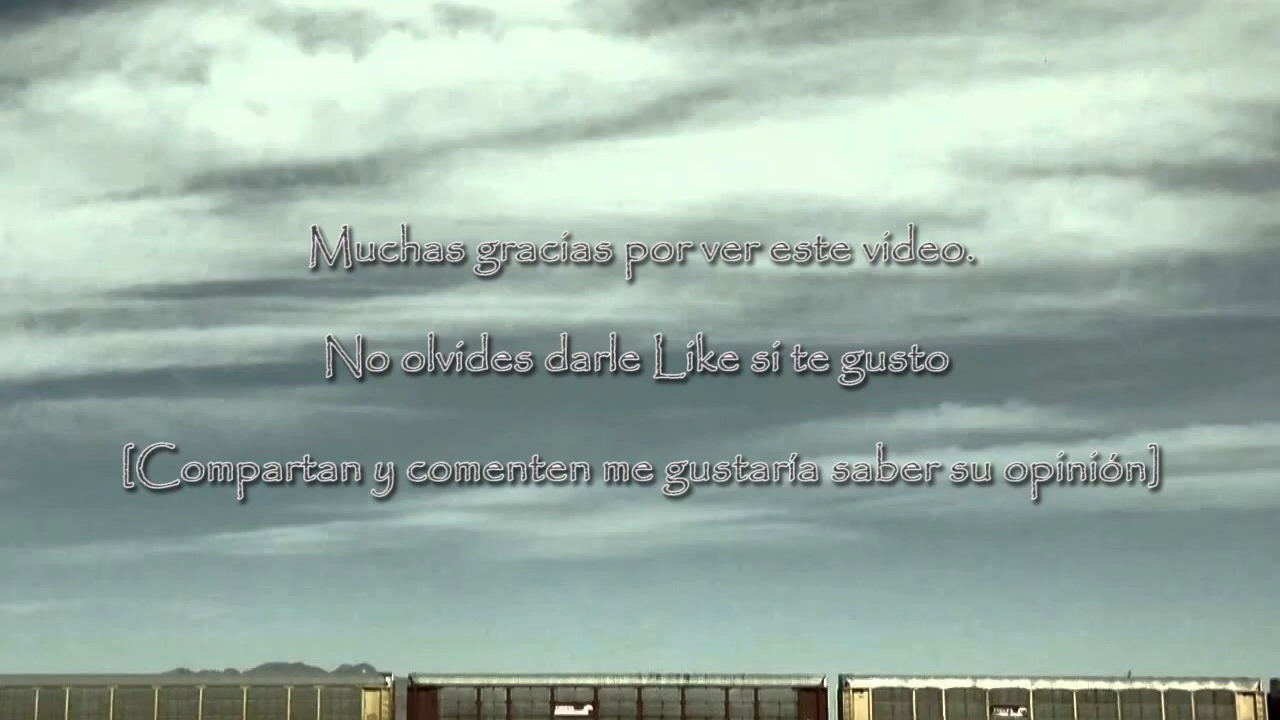 Muchas gracias por ver este video.
No olvides darle Like si te gusto
[Compartan y comenten me gustaría saber su opinión]